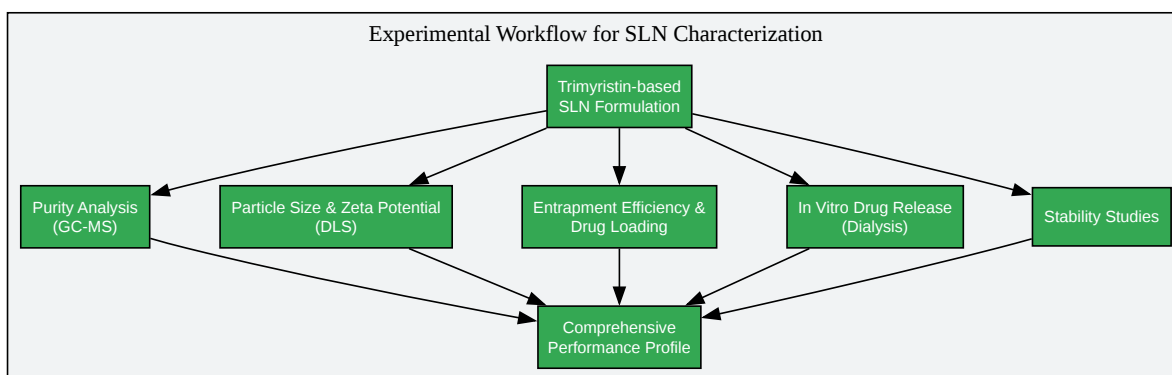 Experimental Workflow for SLN Characterization
Trimyristin-based
SLN Formulation
Purity Analysis
(GC-MS)
Particle Size & Zeta Potential
(DLS)
Entrapment Efficiency &
Drug Loading
In Vitro Drug Release
(Dialysis)
Stability Studies
Comprehensive
Performance Profile